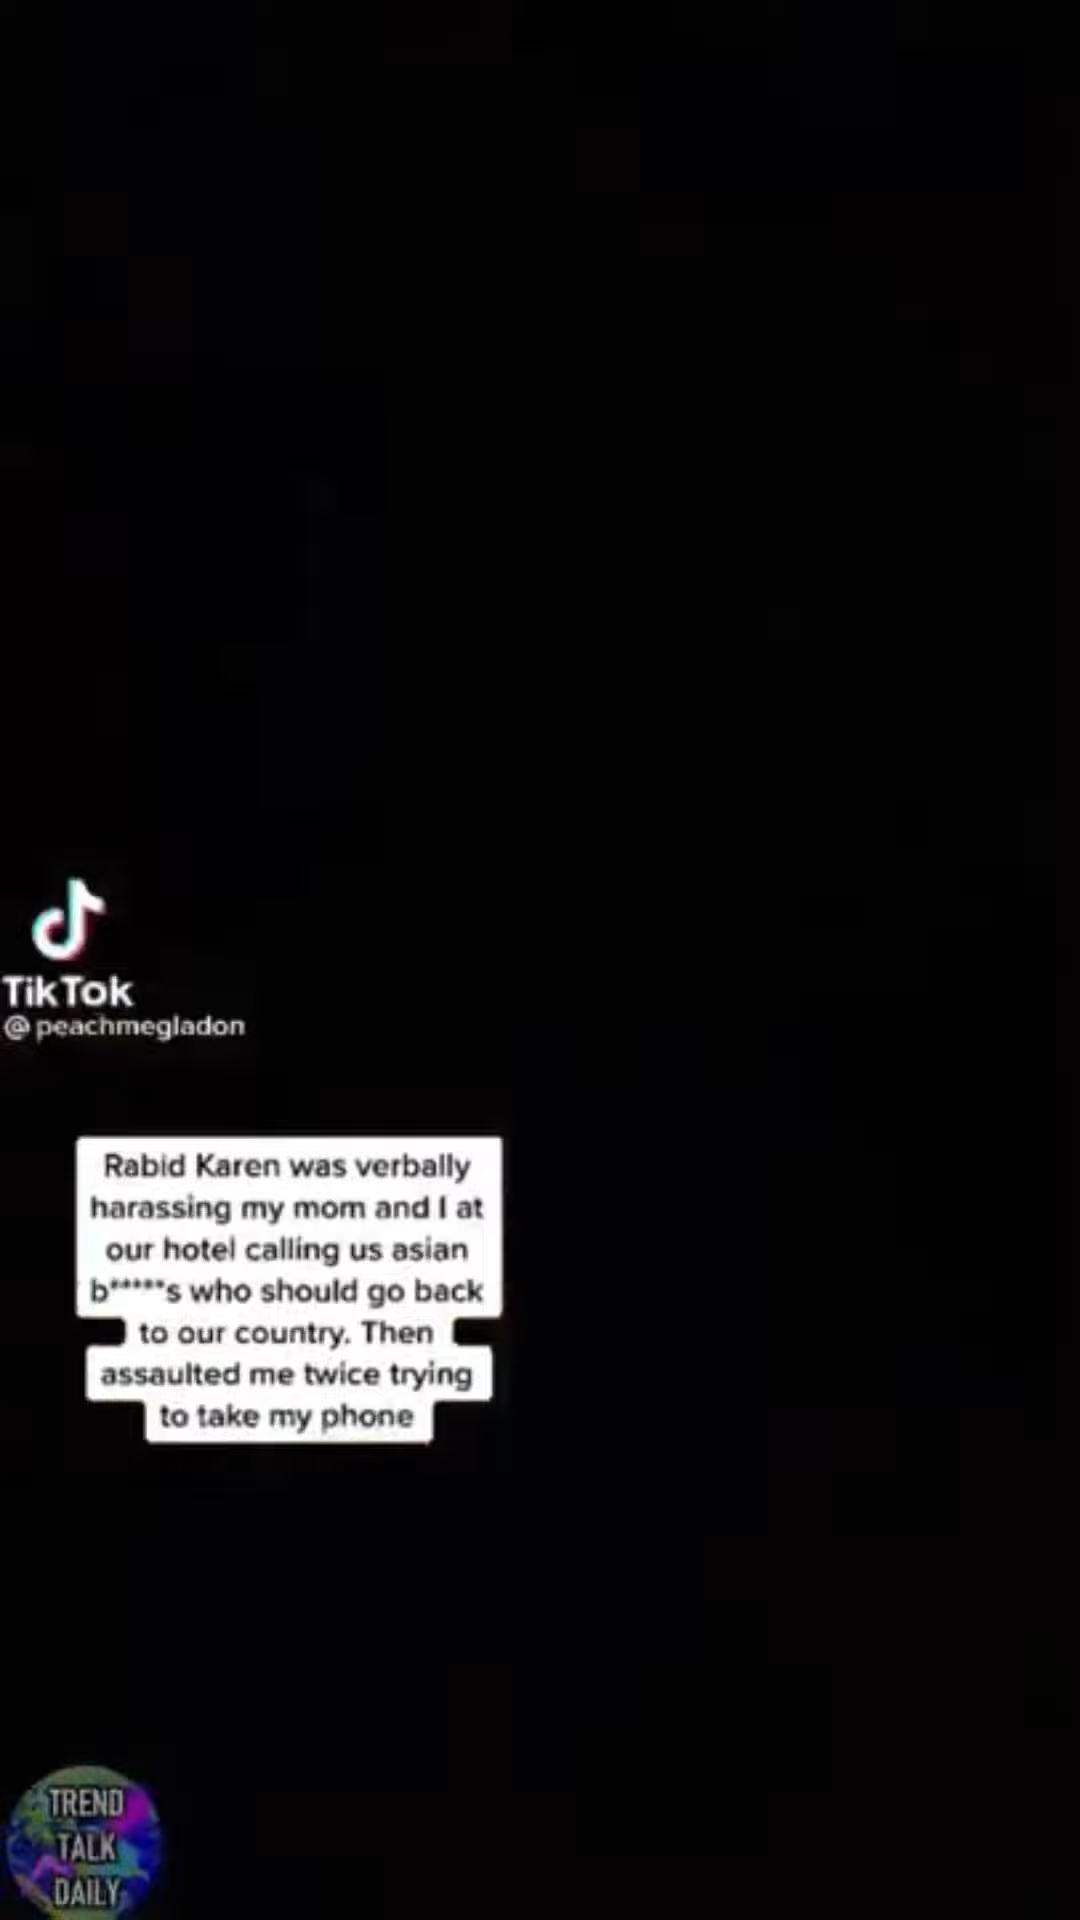 TikTok
@peachmegladon
Rabid Karen was verbally
harassing my mom and I at
our hotel calling us asian
b*****s who should go back
to our country. Then
assaulted me twice trying
to take my phone
TREND
TALK
DAILY